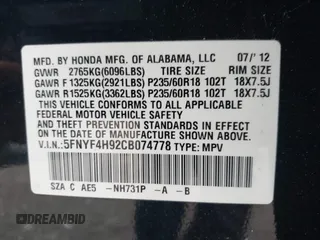 MFD. BY HONDA MFG. OF ALABAMA, LLC 07/'12
GVWR 2765KG(6096LBS) TIRE SIZE RIM SIZE
GAWR F1325KG(2921LBS) P235/60R18 102T 18X7.5J
GAWR R1525KG(3362LBS) P235/60R18 102T 18X7.5J
THIS VEHICLE CONFORMS TO ALL APPLICABLE
FEDERAL MOTOR VEHICLE SAFETY AND THEFT
PREVENTION STANDARDS IN EFFECT ON THE
DATE OF MANUFACTURE SHOWN ABOVE.
V.I.N.: 5FNYF4H92CB074778 TYPE: MPV
SZA C AE5 -NH731P -A -B
DREAMBID